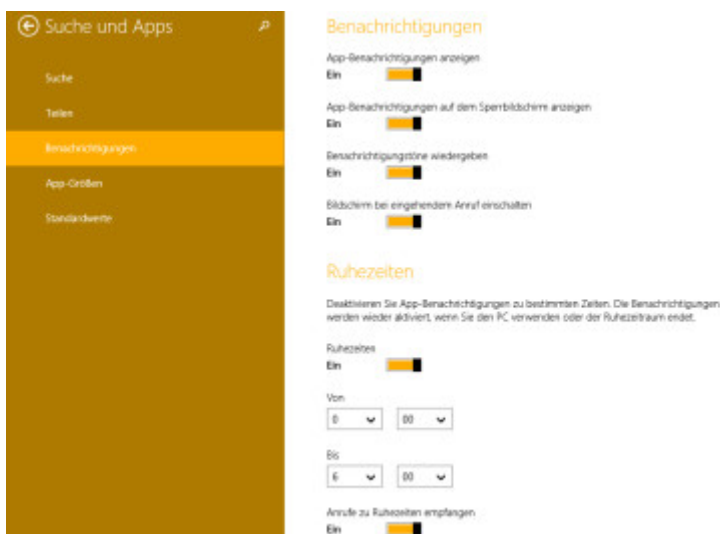 Suche und Apps
Suche
Teilen
Benachrichtigungen
App-Größen
Standardwerte
Benachrichtigungen
App-Benachrichtigungen anzeigen
Ein
App-Benachrichtigungen auf dem Sperrbildschirm anzeigen
Ein
Benachrichtigungstöne wiedergeben
Ein
Bildschirm bei eingehendem Anruf einschalten
Ein
Ruhezeiten
Deaktivieren Sie App-Benachrichtigungen zu bestimmten Zeiten. Die Benachrichtigungen
werden wieder aktiviert, wenn Sie den PC verwenden oder der Ruhezeitraum endet.
Ruhezeiten
Ein
Von
0 00
Bis
6 00
Anrufe zu Ruhezeiten empfangen
Ein